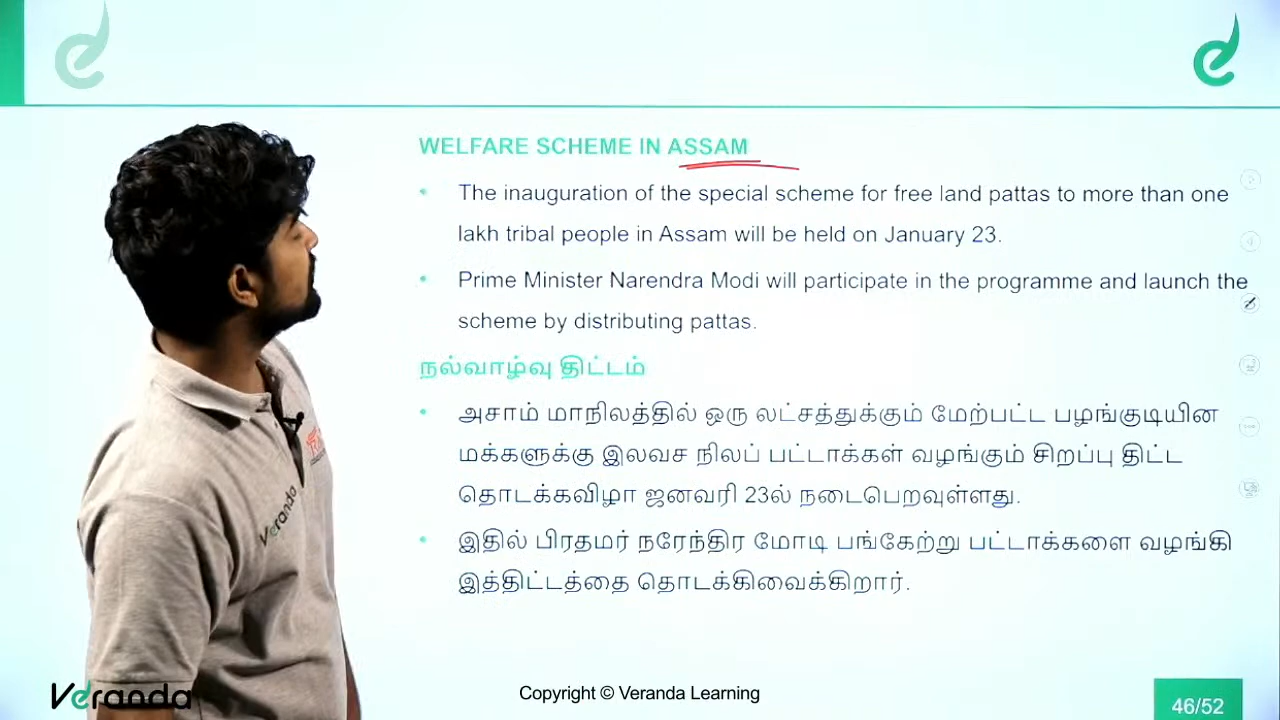 WELFARE SCHEME IN ASSAM
The inauguration of the special scheme for free land pattas to more than one
lakh tribal people in Assam will be held on January 23.
Prime Minister Narendra Modi will participate in the programme and launch the
scheme by distributing pattas.
நல்வாழ்வு திட்டம்
அசாம் மாநிலத்தில் ஒரு லட்சத்துக்கும் மேற்பட்ட பழங்குடியின
மக்களுக்கு இலவச நிலப் பட்டாக்கள் வழங்கும் சிறப்பு திட்ட
தொடக்கவிழா ஜனவரி 23ல் நடைபெறவுள்ளது.
இதில் பிரதமர் நரேந்திர மோடி பங்கேற்று பட்டாக்களை வழங்கி
இத்திட்டத்தை தொடக்கிவைக்கிறார்.
Veranda
Veranda
Copyright © Veranda Learning
46/52